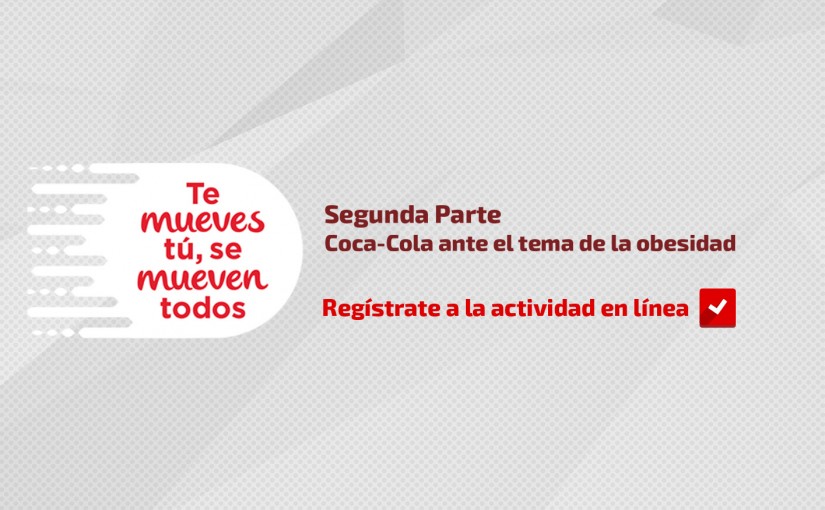 Te
mueves
tú, se
mueven
todos
Segunda Parte
Coca-Cola ante el tema de la obesidad
Regístrate a la actividad en línea